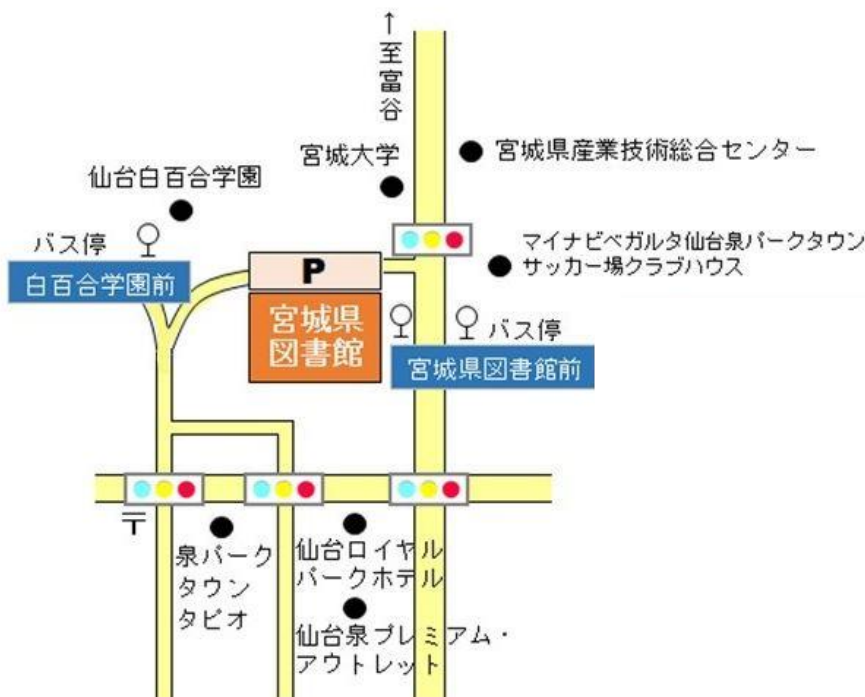 ↑至富谷
宮城大学
宮城県産業技術総合センター
仙台白百合学園
バス停
白百合学園前
P
マイナビベガルタ仙台泉パークタウン
サッカー場クラブハウス
宮城県
図書館
バス停
宮城県図書館前
〒
泉パーク
タウン
タピオ
仙台ロイヤル
パークホテル
仙台泉プレミアム・
アウトレット